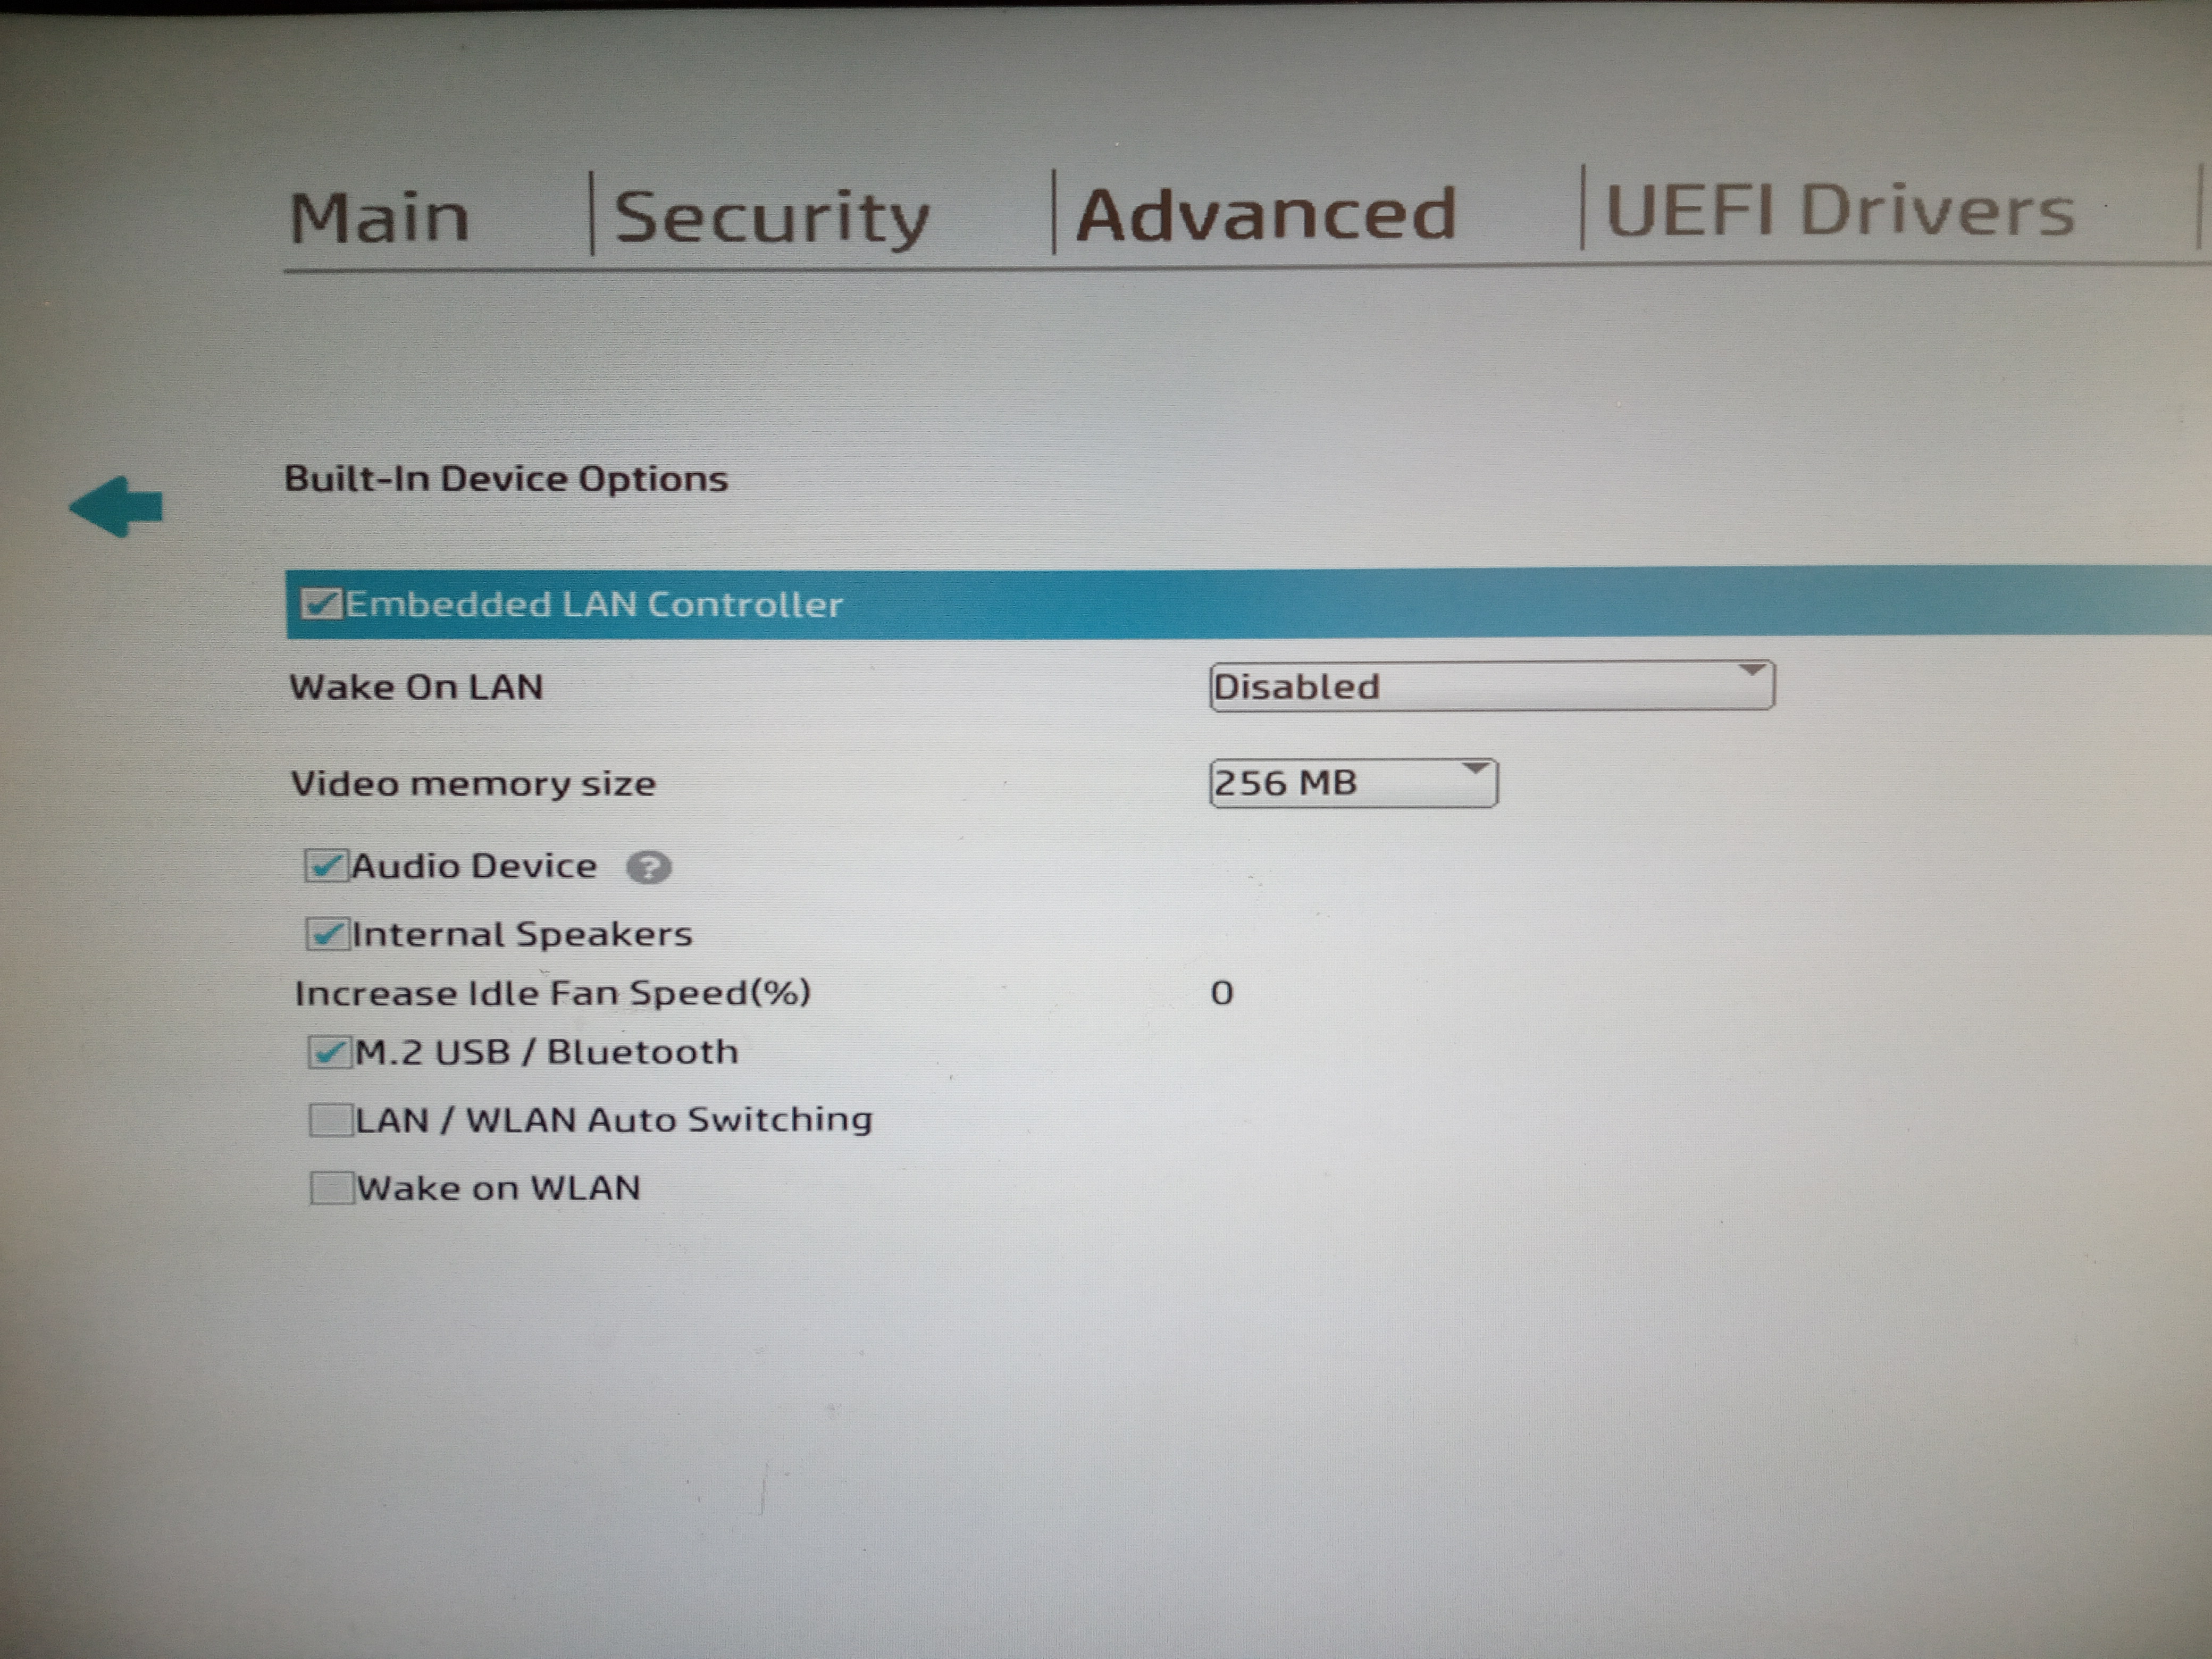 Main
Security
Advanced
UEFI Drivers
Built-In Device Options
Embedded LAN Controller
Wake On LAN
Disabled
Video memory size
256 MB
Audio Device ?
Internal Speakers
Increase Idle Fan Speed(%)
0
M.2 USB / Bluetooth
LAN / WLAN Auto Switching
Wake on WLAN